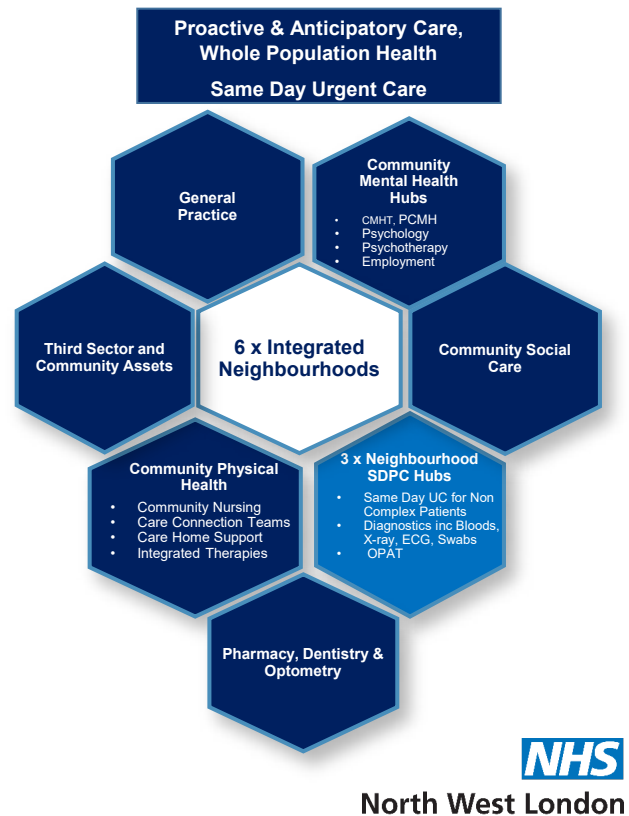 Proactive & Anticipatory Care,
Whole Population Health
Same Day Urgent Care
General
Practice
Community
Mental Health
Hubs
• CMHT, PCMH
• Psychology
• Psychotherapy
• Employment
Third Sector and
Community Assets
6 x Integrated
Neighbourhoods
Community Social
Care
Community Physical
Health
• Community Nursing
• Care Connection Teams
• Care Home Support
• Integrated Therapies
3 x Neighbourhood
SDPC Hubs
• Same Day UC for Non
Complex Patients
• Diagnostics inc Bloods,
X-ray, ECG, Swabs
• OPAT
Pharmacy, Dentistry &
Optometry
NHS
North West London